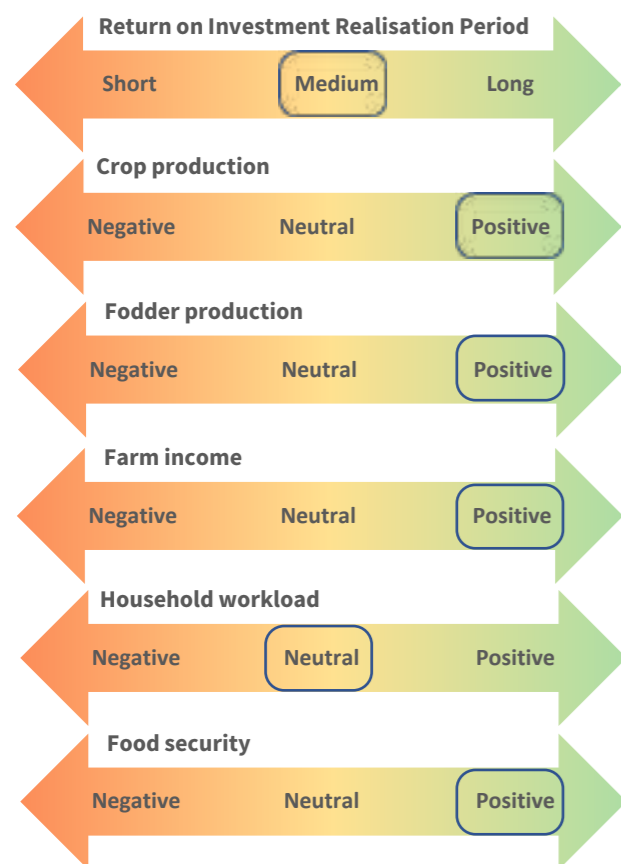 Return on Investment Realisation Period
Short Medium Long
Crop production
Negative Neutral Positive
Fodder production
Negative Neutral Positive
Farm income
Negative Neutral Positive
Household workload
Negative Neutral Positive
Food security
Negative Neutral Positive